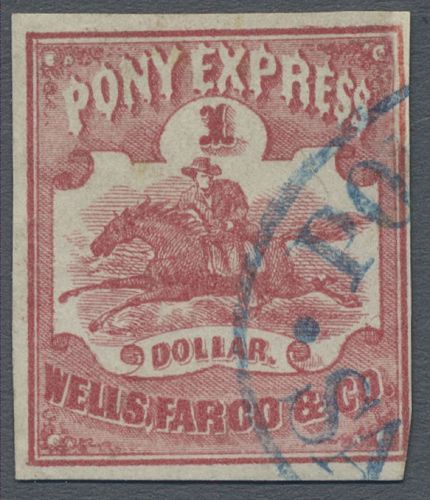 PONY EXPRESS
1
DOLLAR.
WELLS, FARGO & CO.